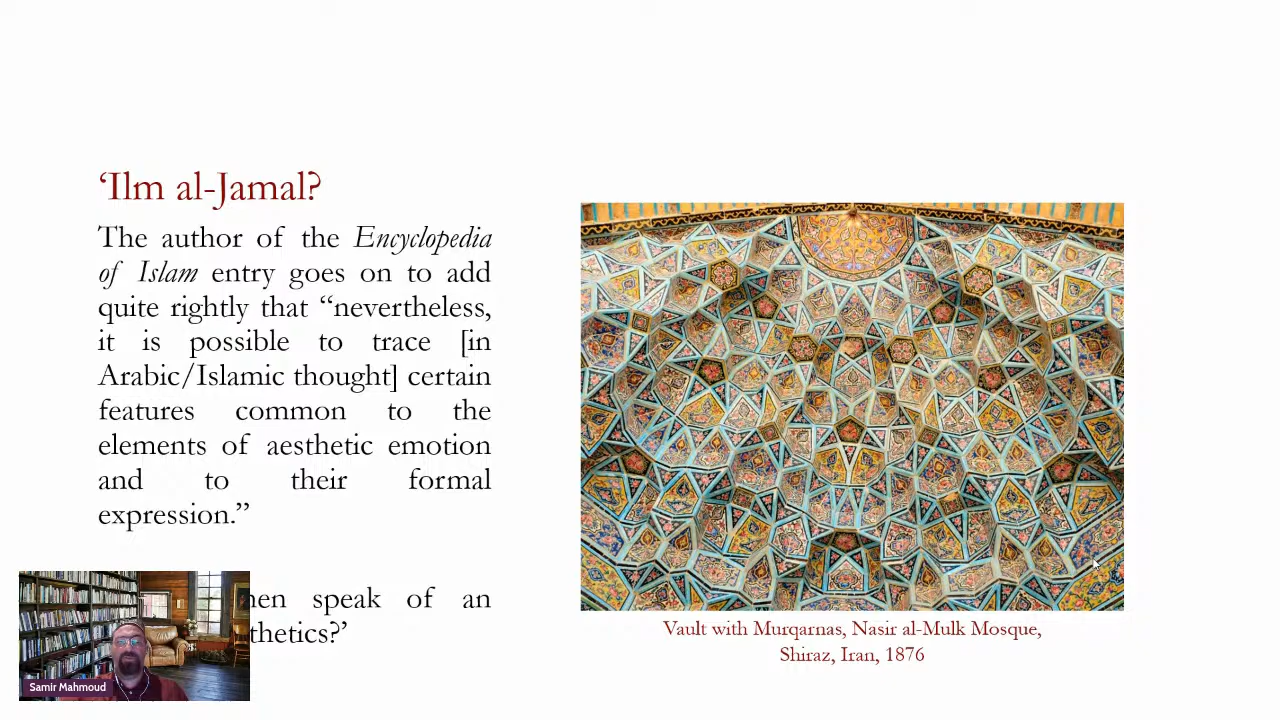 ‘Ilm al-Jamal?
The author of the Encyclopedia
of Islam entry goes on to add
quite rightly that “nevertheless,
it is possible to trace [in
Arabic/Islamic thought] certain
features common to the
elements of aesthetic emotion
and to their formal
expression.”
speak of an
Vault with Murqarnas, Nasir al-Mulk Mosque,
Shiraz, Iran, 1876
Samir Mahmoud